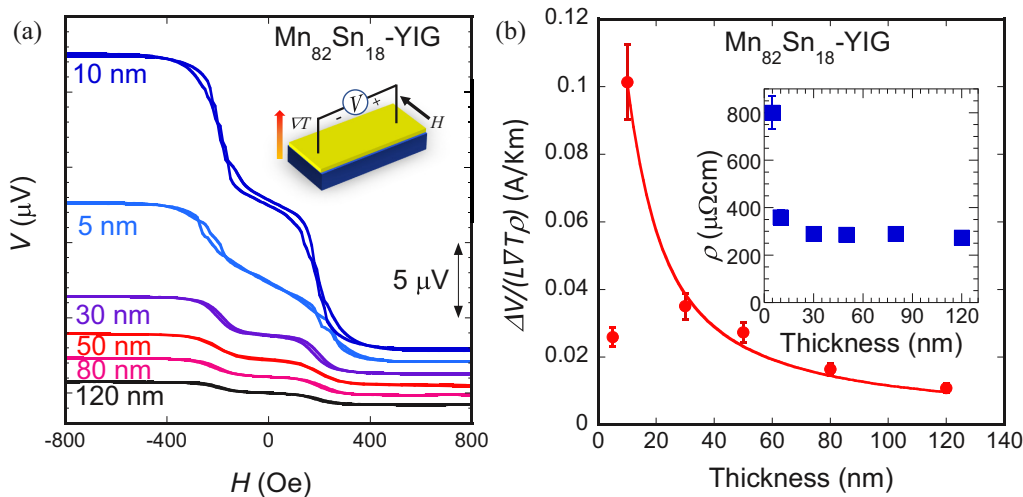 (a)
Mn82Sn18-YIG
10 nm
5 nm
30 nm
50 nm
80 nm
120 nm
∇T
V
-
+
H
5 μV
V (μV)
-800
-400
0
400
800
H (Oe)
(b)
Mn82Sn18-YIG
0.12
0.1
0.08
0.06
0.04
0.02
0
ΔV/(L∇Tρ) (A/Km)
0
20
40
60
80
100
120
140
Thickness (nm)
800
600
400
200
0
ρ (μΩcm)
0
30
60
90
120
Thickness (nm)